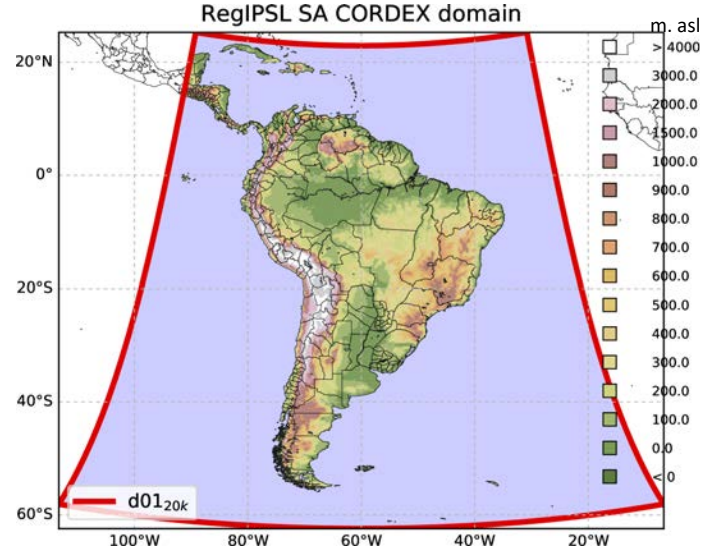 RegIPSL SA CORDEX domain
m. asl
> 4000
3000.0
2000.0
1500.0
1000.0
900.0
800.0
700.0
600.0
500.0
400.0
300.0
200.0
100.0
0.0
< 0
20°N
0°
20°S
40°S
60°S
d01₂₀ₖ
100°W
80°W
60°W
40°W
20°W